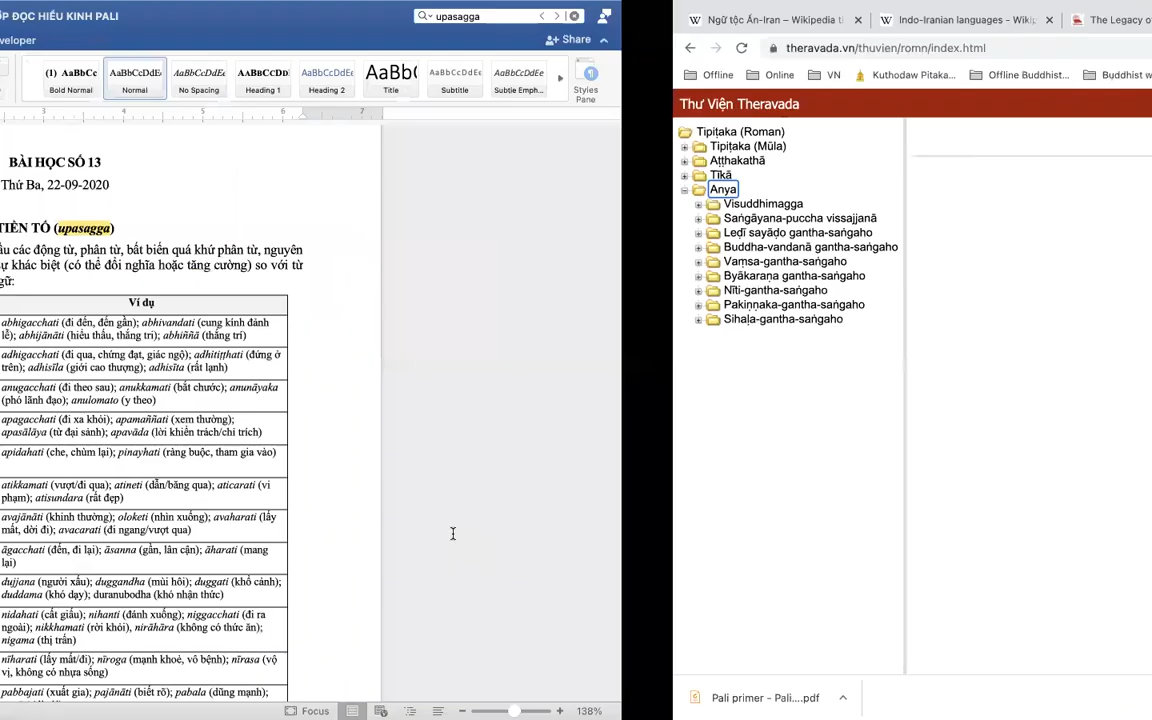 ỚP ĐỌC HIỂU KINH PALI
upasagga
veloper
Share
(1) AaBbCc
Bold Normal
AaBbCcDdEe
Normal
AaBbCcDdEe
No Spacing
AaBbCcDD
Heading 1
AaBbCcDdEe
Heading 2
AaBbC
Title
AaBbCcDdEe
Subtitle
AaBbCcDdEe
Subtle Emph...
Styles
Pane
3 4 5 6 7
BÀI HỌC SỐ 13
Thứ Ba, 22-09-2020
TIỀN TỐ (upasagga)
ầu các động từ, phân từ, bất biến quá khứ phân từ, nguyên
ự khác biệt (có thể đổi nghĩa hoặc tăng cường) so với từ
gữ:
Ví dụ
abhigacchati (đi đến, đến gần); abhivandati (cung kính đảnh
lễ); abhijānāti (hiểu thấu, thắng trí); abhiññā (thắng trí)
adhigacchati (đi qua, chứng đạt, giác ngộ); adhitiṭṭhati (đứng ở
trên); adhisīla (giới cao thượng); adhisīta (rất lạnh)
anugacchati (đi theo sau); anukkamati (bắt chước); anunāyaka
(phó lãnh đạo); anulomato (y theo)
apagacchati (đi xa khỏi); apamaññati (xem thường);
apasālāya (từ đại sảnh); apavāda (lời khiển trách/chỉ trích)
apidahati (che, chùm lại); pinayhati (ràng buộc, tham gia vào)
atikkamati (vượt/đi qua); atineti (dẫn/băng qua); aticarati (vi
phạm); atisundara (rất đẹp)
avajānāti (khinh thường); oloketi (nhìn xuống); avaharati (lấy
mất, dời đi); avacarati (đi ngang/vượt qua)
āgacchati (đến, đi lại); āsanna (gần, lân cận); āharati (mang
lại)
dujjana (người xấu); duggandha (mùi hôi); duggati (khổ cảnh);
duddama (khó dạy); duranubodha (khó nhận thức)
nidahati (cất giấu); nihanti (đánh xuống); niggacchati (đi ra
ngoài); nikkhamati (rời khỏi), nirāhāra (không có thức ăn);
nigama (thị trấn)
nīharati (lấy mất/đi); nīroga (mạnh khoẻ, vô bệnh); nīrasa (vô
vị, không có nhựa sống)
pabbajati (xuất gia); pajānāti (biết rõ); pabala (dũng mạnh);
Focus
138%
Ngữ tộc Ấn-Iran – Wikipedia ti
Indo-Iranian languages - Wikip
The Legacy o
theravada.vn/thuvien/romn/index.html
Offline
Online
VN
Kuthodaw Pitaka...
Offline Buddhist...
Buddhist w
Thư Viện Theravada
Tipiṭaka (Roman)
Tipiṭaka (Mūla)
Aṭṭhakathā
Tīkā
Anya
Visuddhimagga
Saṅgāyana-puccha vissajjanā
Leḍī sayāḍo gantha-saṅgaho
Buddha-vandanā gantha-saṅgaho
Vaṃsa-gantha-saṅgaho
Byākaraṇa gantha-saṅgaho
Nīti-gantha-saṅgaho
Pakiṇṇaka-gantha-saṅgaho
Sihaḷa-gantha-saṅgaho
Pali primer - Pali....pdf